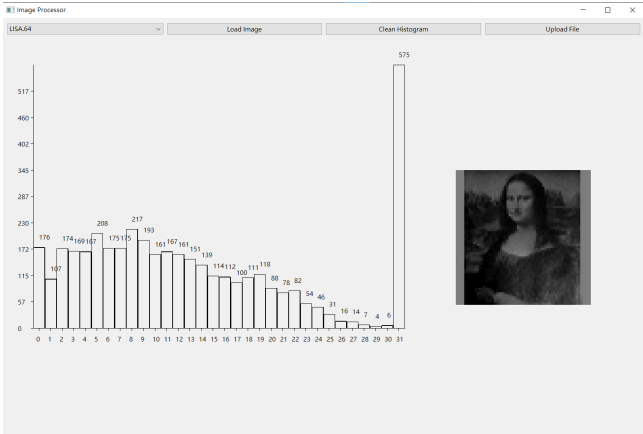 Image Processor
LISA.64 Load Image Clean Histogram Upload File
575
517
460
402
345
287
230
172
115
57
0
176 107 174 169 167 208 175 175 217 193 161 167 161 151 139 114 112 100 111 118 88 78 82 54 46 31 16 14 7 4 6
0 1 2 3 4 5 6 7 8 9 10 11 12 13 14 15 16 17 18 19 20 21 22 23 24 25 26 27 28 29 30 31